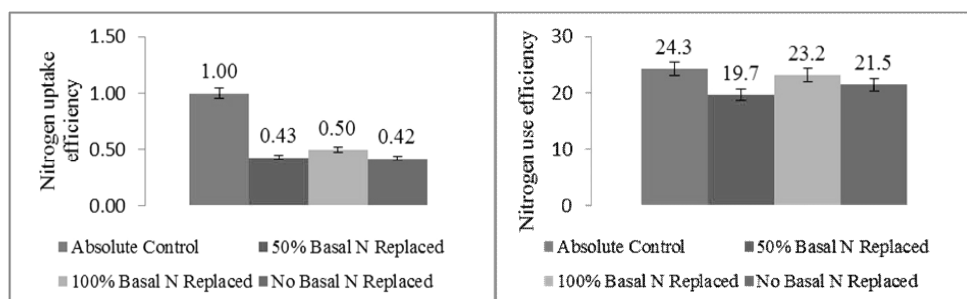 Nitrogen uptake
efficiency
1.50
1.00
0.50
0.00
1.00
0.43
0.50
0.42
■Absolute Control ■50% Basal N Replaced
■100% Basal N Replaced ■No Basal N Replaced
Nitrogen use efficiency
30
20
10
0
24.3
19.7
23.2
21.5
■Absolute Control ■50% Basal N Replaced
■100% Basal N Replaced ■No Basal N Replaced